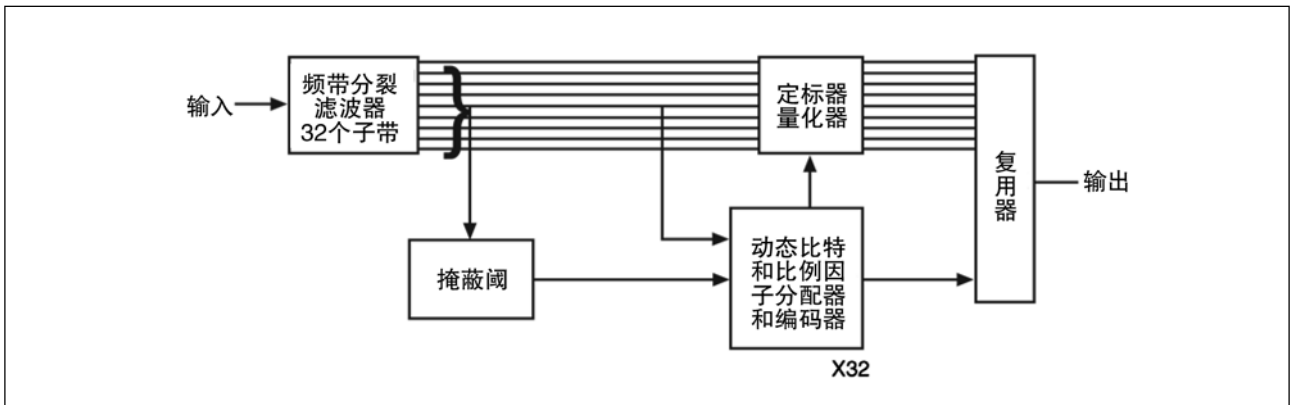 输入
频带分裂
滤波器
32个子带
定标器
量化器
复
用
器
输出
掩蔽阈
动态比特
和比例因
子分配器
和编码器
X32